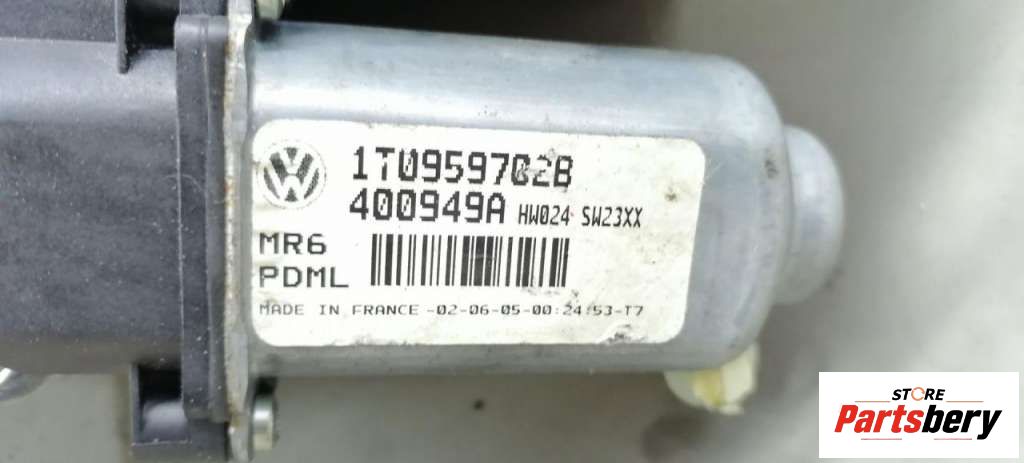 1T0959702B
400949A HW024 SW23XX
MR6
PDML
MADE IN FRANCE -02-06-05-00:24:53-T7
STORE
Partsbery